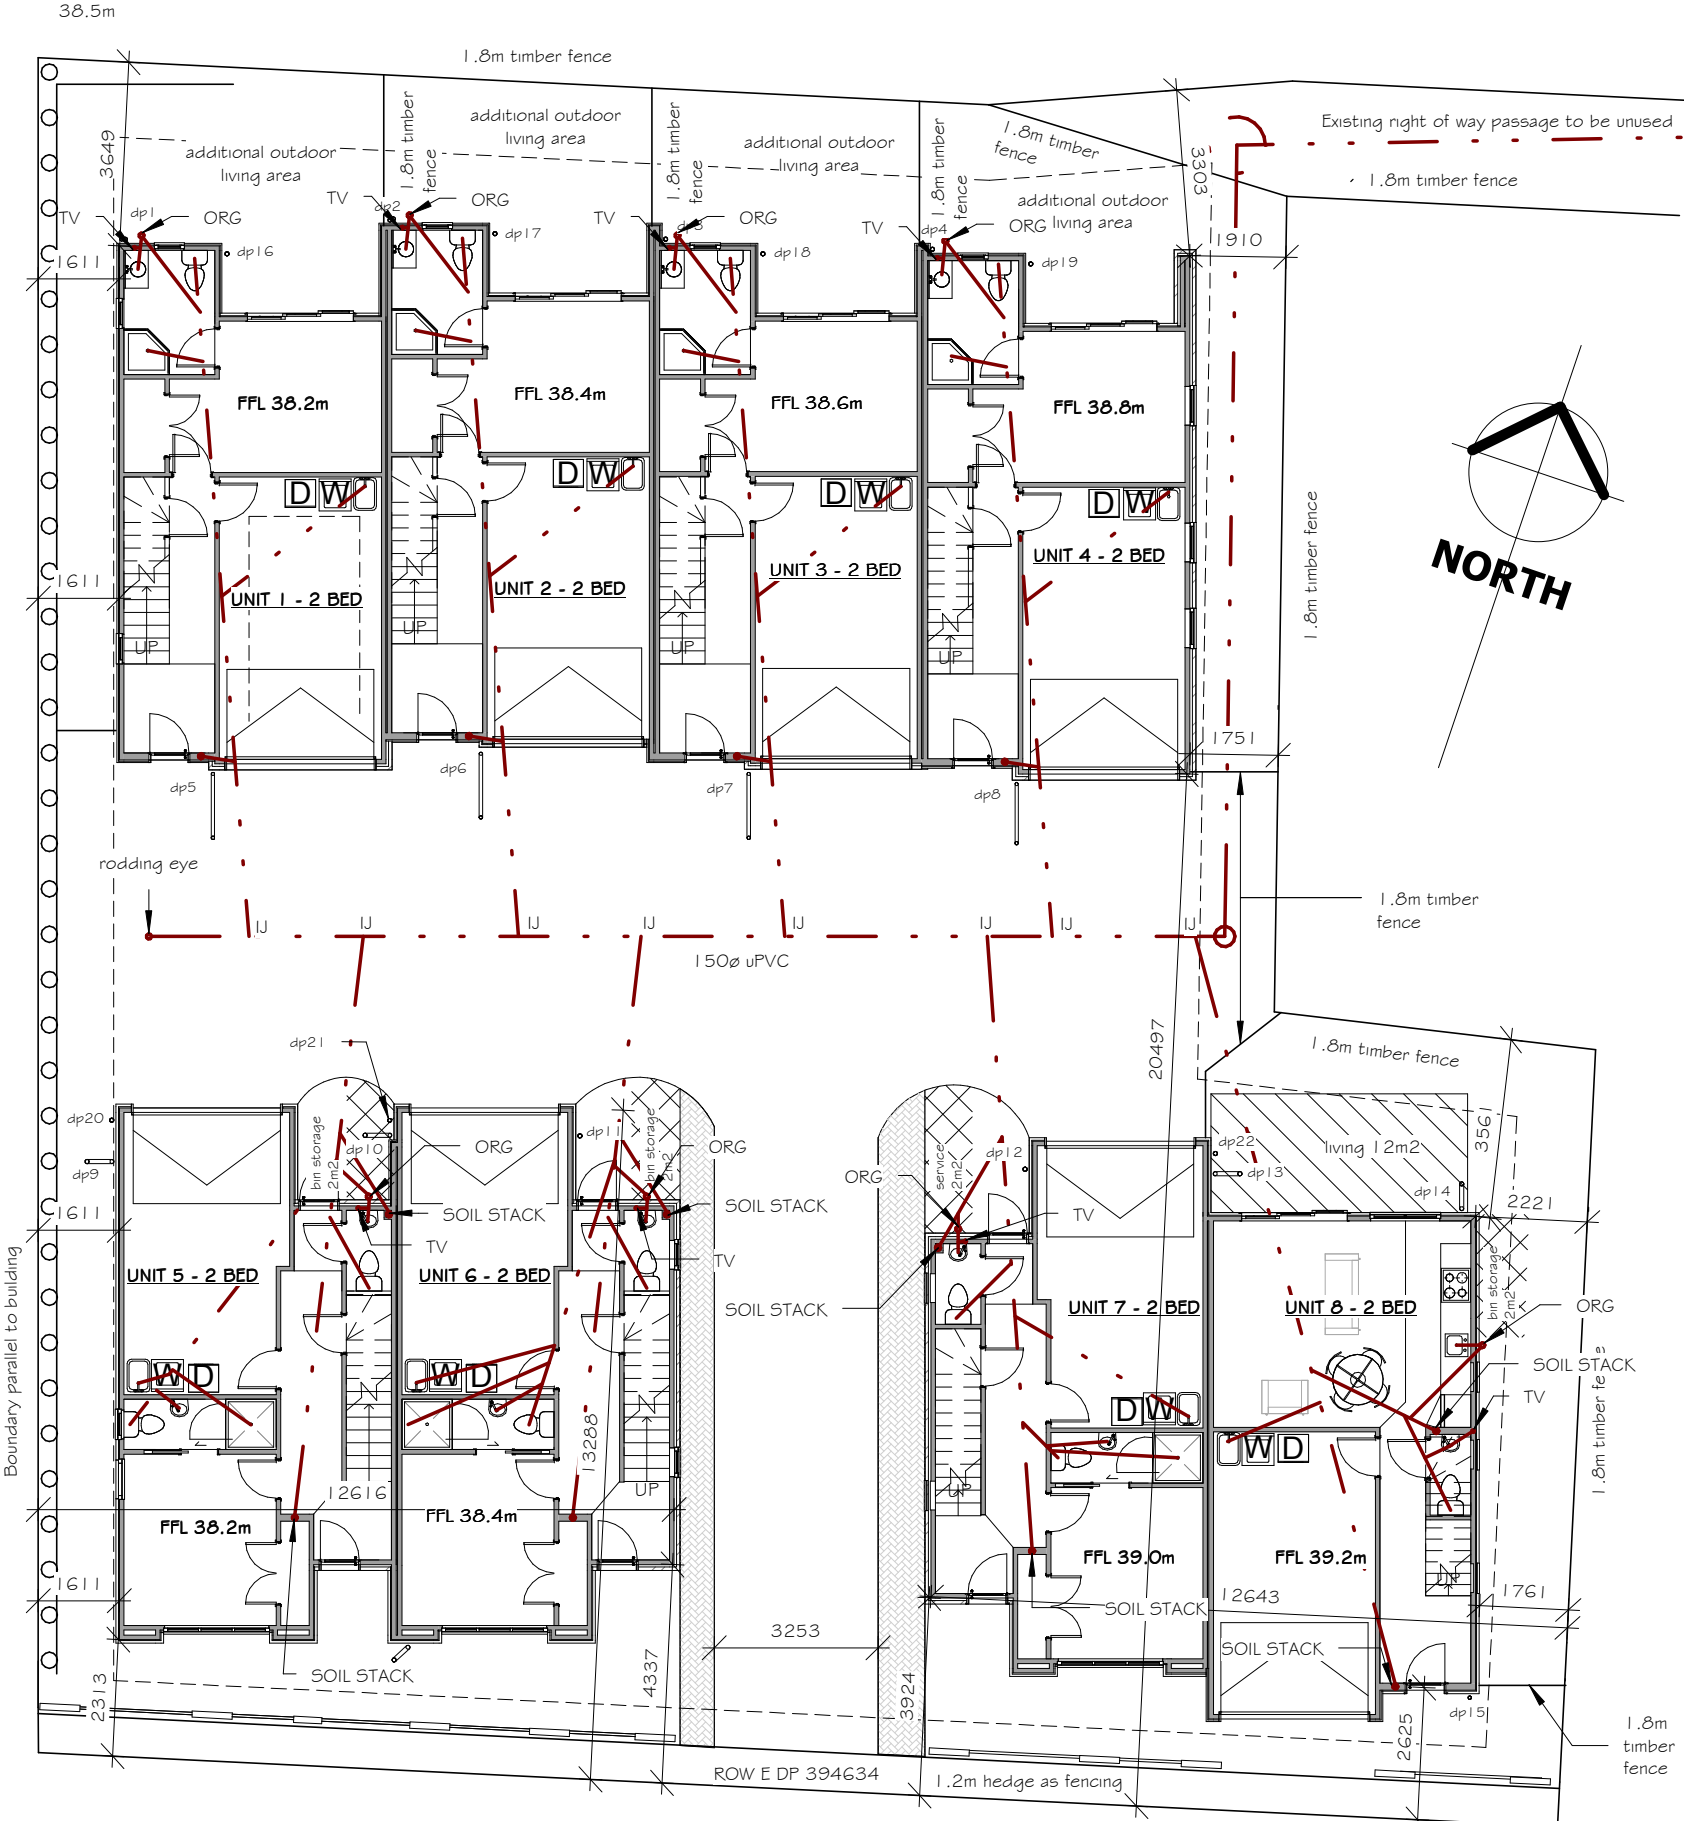 38.5m
1.8m timber fence
Existing right of way passage to be unused
1.8m timber fence
additional outdoor
living area
additional outdoor
living area
additional outdoor
living area
additional outdoor
living area
1.8m timber
fence
1.8m timber
fence
1.8m timber
fence
1.8m timber
fence
3649
3303
TV
dp1
ORG
TV
dp2
ORG
TV
dp3
ORG
TV
dp4
ORG
dp16
dp17
dp18
dp19
1611
1910
FFL 38.2m
FFL 38.4m
FFL 38.6m
FFL 38.8m
D
W
D
W
D
W
D
W
1.8m timber fence
NORTH
1611
UNIT 1 - 2 BED
UNIT 2 - 2 BED
UNIT 3 - 2 BED
UNIT 4 - 2 BED
N
UP
N
UP
N
UP
N
UP
1751
dp5
dp6
dp7
dp8
rodding eye
1.8m timber
fence
IJ
IJ
IJ
IJ
IJ
IJ
IJ
IJ
150ø uPVC
20497
dp21
1.8m timber fence
dp20
dp9
bin storage
2m2
dp10
ORG
dp11
bin storage
2m2
ORG
service
2m2
dp12
ORG
dp22
dp13
living 12m2
dp14
3561
2221
1611
SOIL STACK
TV
SOIL STACK
TV
TV
SOIL STACK
bin storage
2m2
ORG
SOIL STACK
TV
UNIT 5 - 2 BED
UNIT 6 - 2 BED
UNIT 7 - 2 BED
UNIT 8 - 2 BED
W
D
W
D
D
W
W
D
N
N
UP
UP
UP
Boundary parallel to building
12616
13288
FFL 38.2m
FFL 38.4m
FFL 39.0m
FFL 39.2m
1611
12643
1761
SOIL STACK
SOIL STACK
SOIL STACK
3253
2313
4337
3924
2625
dp15
1.8m
timber
fence
ROW E DP 394634
1.2m hedge as fencing